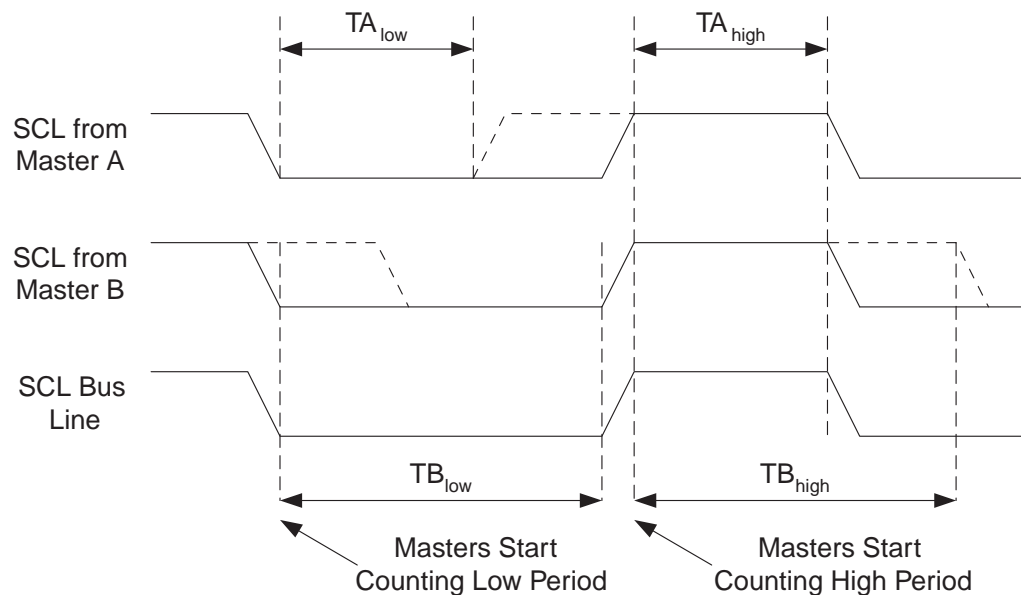 TA low
TA high
SCL from
Master A
SCL from
Master B
SCL Bus
Line
TB low
TB high
Masters Start
Counting Low Period
Masters Start
Counting High Period